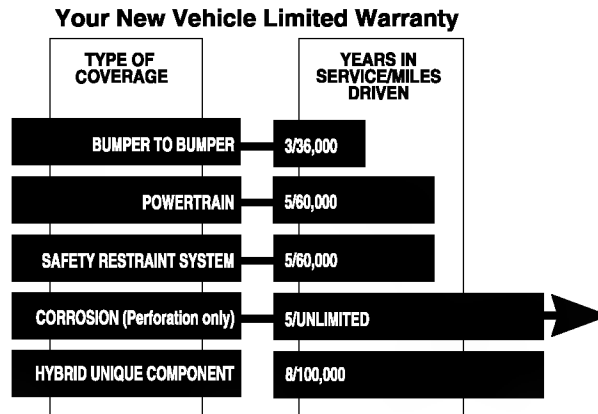 Your New Vehicle Limited Warranty
TYPE OF
COVERAGE
YEARS IN
SERVICE/MILES
DRIVEN
BUMPER TO BUMPER
3/36,000
POWERTRAIN
5/60,000
SAFETY RESTRAINT SYSTEM
5/60,000
CORROSION (Perforation only)
5/UNLIMITED
HYBRID UNIQUE COMPONENT
8/100,000